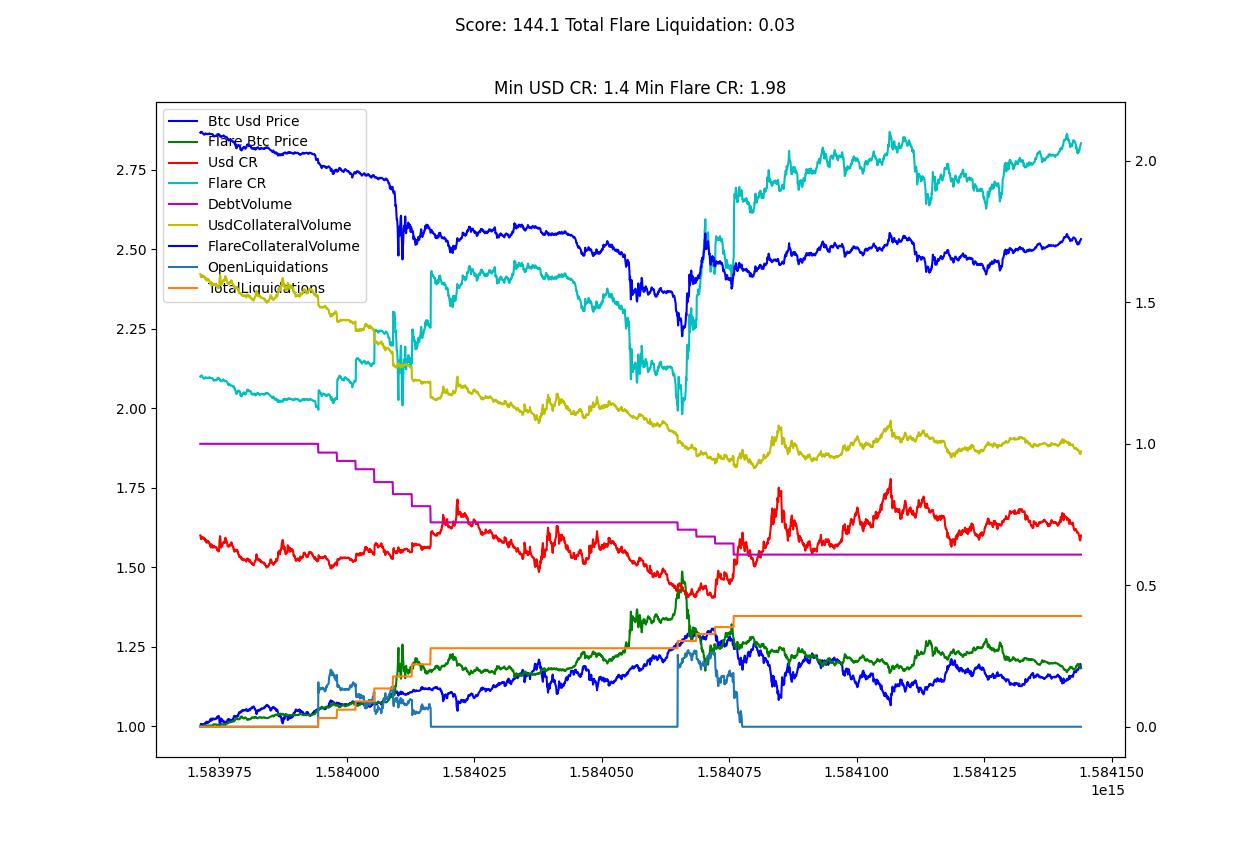 Score: 144.1 Total Flare Liquidation: 0.03
Min USD CR: 1.4 Min Flare CR: 1.98
Btc Usd Price
Flare Btc Price
Usd CR
Flare CR
DebtVolume
UsdCollateralVolume
FlareCollateralVolume
OpenLiquidations
TotalLiquidations
2.75
2.50
2.25
2.00
1.75
1.50
1.25
1.00
2.0
1.5
1.0
0.5
0.0
1.583975 1.584000 1.584025 1.584050 1.584075 1.584100 1.584125 1.584150
1e15